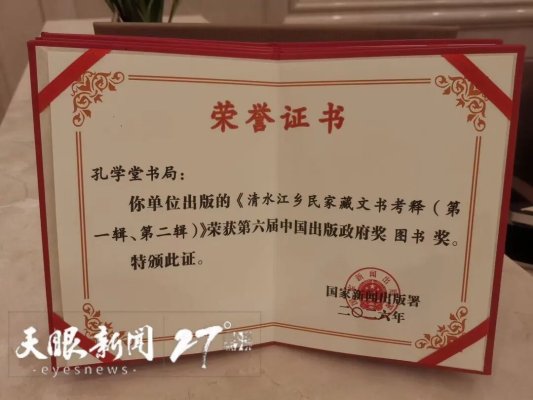 荣誉证书
孔学堂书局：
你单位出版的《清水江乡民家藏文书考释（第
一辑、第二辑）》荣获第六届中国出版政府奖 图书 奖。
特颁此证。
国家新闻出版署
二〇二六年
天眼新闻 27°
-eyesnews-